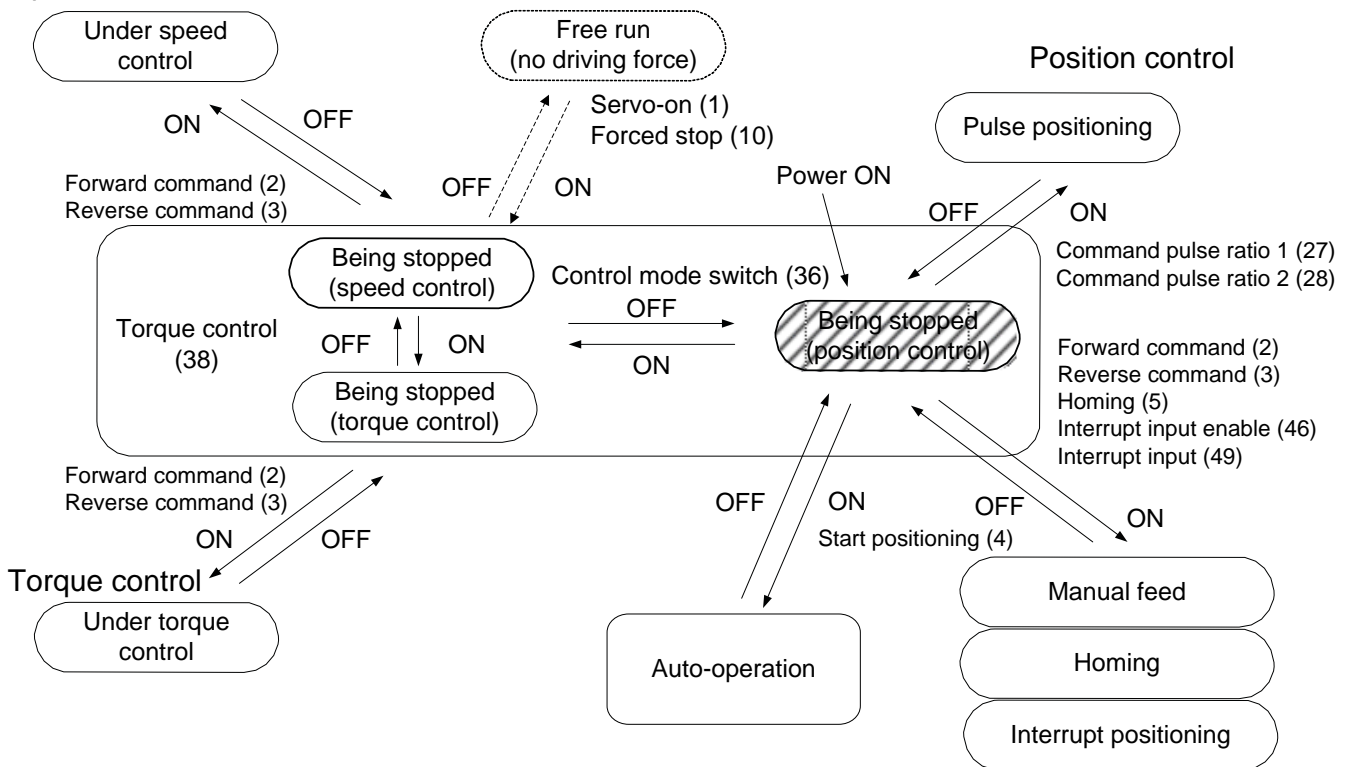 Under speed
control
Free run
(no driving force)
Position control
Pulse positioning
ON
OFF
Servo-on (1)
Forced stop (10)
Forward command (2)
Reverse command (3)
OFF
ON
Power ON
OFF
ON
Command pulse ratio 1 (27)
Command pulse ratio 2 (28)
Being stopped
(speed control)
Control mode switch (36)
OFF
ON
Torque control
(38)
OFF
ON
Being stopped
(position control)
Being stopped
(torque control)
Forward command (2)
Reverse command (3)
Homing (5)
Interrupt input enable (46)
Interrupt input (49)
Forward command (2)
Reverse command (3)
ON
OFF
OFF
ON
Start positioning (4)
OFF
ON
Torque control
Under torque
control
Auto-operation
Manual feed
Homing
Interrupt positioning